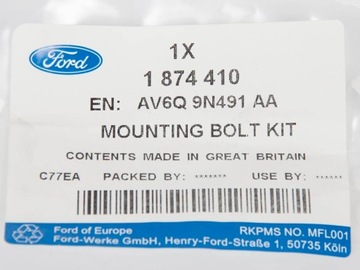 Ford
1X
1 874 410
EN: AV6Q 9N491 AA
MOUNTING BOLT KIT
CONTENTS MADE IN GREAT BRITAIN
C77EA PACKED BY: ******* USE BY: ******
Ford of Europe RKPMS NO. MFL001
Ford-Werke GmbH, Henry-Ford-Straße 1, 50735 Köln